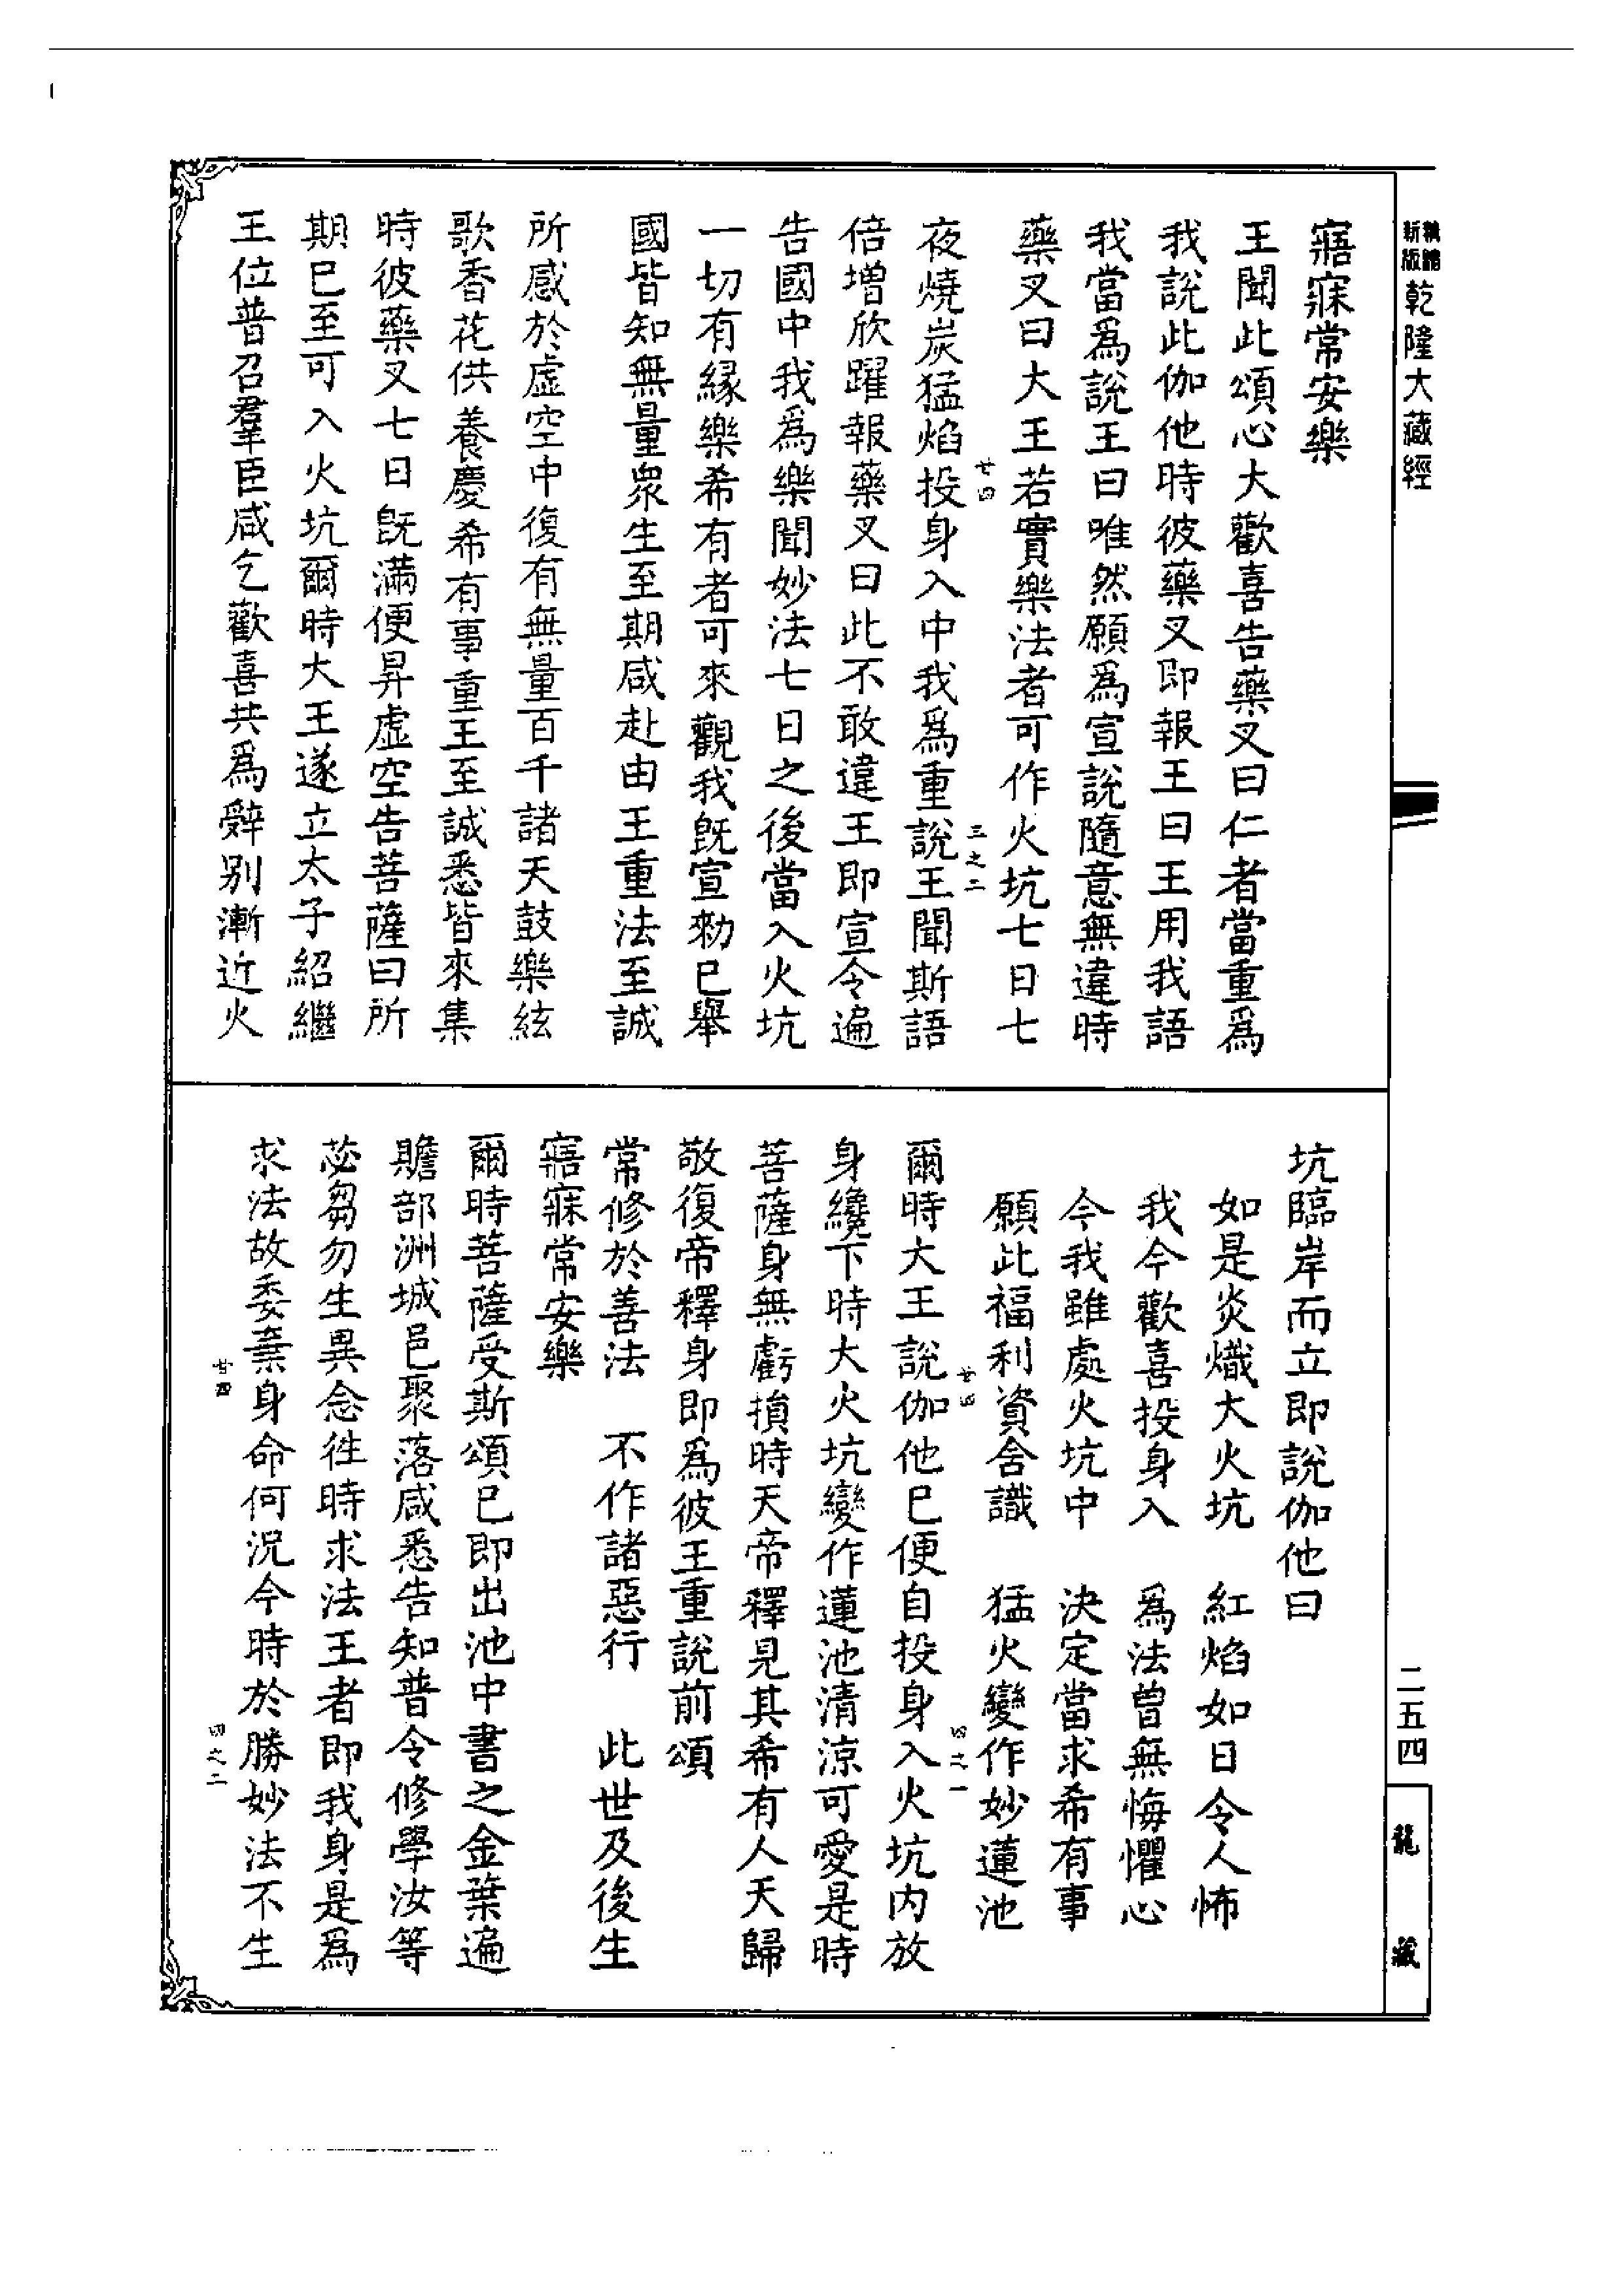 新版
精縮
乾隆大藏經
寤寐常安樂
王聞此頌心大歡喜告藥叉曰仁者當重爲
我說此伽他時彼藥叉即報王曰王用我語
我當爲說王曰唯然願爲宣說隨意無違時
藥叉曰大王若實樂法者可作火坑七日七
廿四
三之二
夜燒炭猛焰投身入中我爲重說王聞斯語
倍增欣躍報藥叉曰此不敢違王即宣令遍
告國中我爲樂聞妙法七日之後當入火坑
一切有緣樂希有者可來觀我旣宣勑已舉
國皆知無量眾生至期咸赴由王重法至誠
所感於虛空中復有無量百千諸天鼓樂絃
歌香花供養慶希有事重王至誠悉皆來集
時彼藥叉七日旣滿便昇虛空告菩薩曰所
期已至可入火坑爾時大王遂立太子紹繼
王位普召羣臣咸乞歡喜共爲辤別漸近火
坑臨岸而立即說伽他曰
如是炎熾大火坑　紅焰如日令人怖
我今歡喜投身入　爲法曾無悔懼心
今我雖處火坑中　決定當求希有事
願此福利資含識　猛火變作妙蓮池
廿四
四之一
爾時大王說伽他已便自投身入火坑內放
身纔下時大火坑變作蓮池清涼可愛是時
菩薩身無虧損時天帝釋見其希有人天歸
敬復帝釋身即爲彼王重說前頌
常修於善法　不作諸惡行　此世及後生
寤寐常安樂
爾時菩薩受斯頌已即出池中書之金葉遍
贍部洲城邑聚落咸悉告知普令修學汝等
苾芻勿生異念徃時求法王者即我身是爲
求法故委棄身命何況今時於勝妙法不生
廿四
四之二
二五四
龍藏